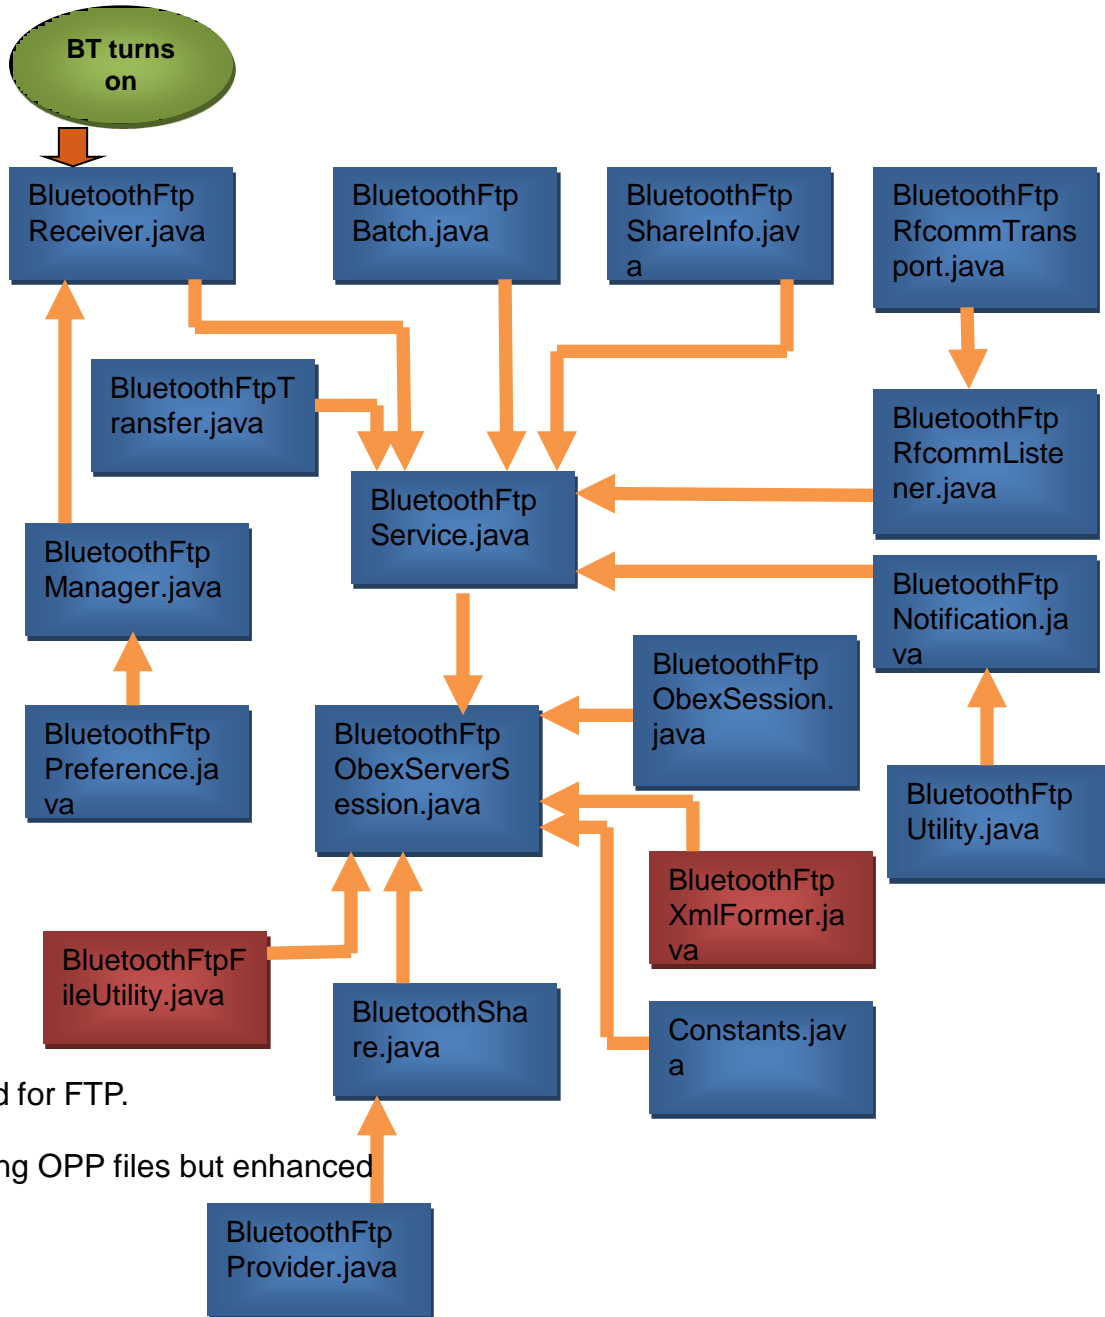 BT turns
on
BluetoothFtp
Receiver.java
BluetoothFtp
Batch.java
BluetoothFtp
ShareInfo.jav
a
BluetoothFtp
RfcommTrans
port.java
BluetoothFtpT
ransfer.java
BluetoothFtp
RfcommListe
ner.java
BluetoothFtp
Service.java
BluetoothFtp
Manager.java
BluetoothFtp
Notification.ja
va
BluetoothFtp
ObexSession.
java
BluetoothFtp
Preference.ja
va
BluetoothFtp
ObexServerS
ession.java
BluetoothFtp
Utility.java
BluetoothFtp
XmlFormer.ja
va
BluetoothFtpF
ileUtility.java
BluetoothSha
re.java
Constants.jav
a
d for FTP.
ng OPP files but enhanced
BluetoothFtp
Provider.java